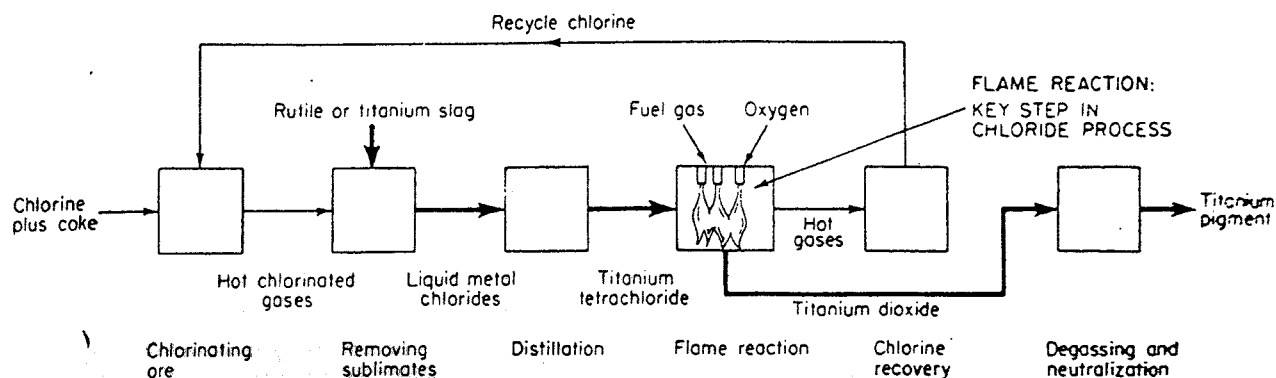 Recycle chlorine
FLAME REACTION:
KEY STEP IN
CHLORIDE PROCESS
Rutile or titanium slag
Fuel gas
Oxygen
Chlorine
plus coke
Hot chlorinated
gases
Liquid metal
chlorides
Titanium
tetrachloride
Hot
gases
Titanium dioxide
Titanium
pigment
Chlorinating
ore
Removing
sublimates
Distillation
Flame reaction
Chlorine
recovery
Degassing and
neutralization